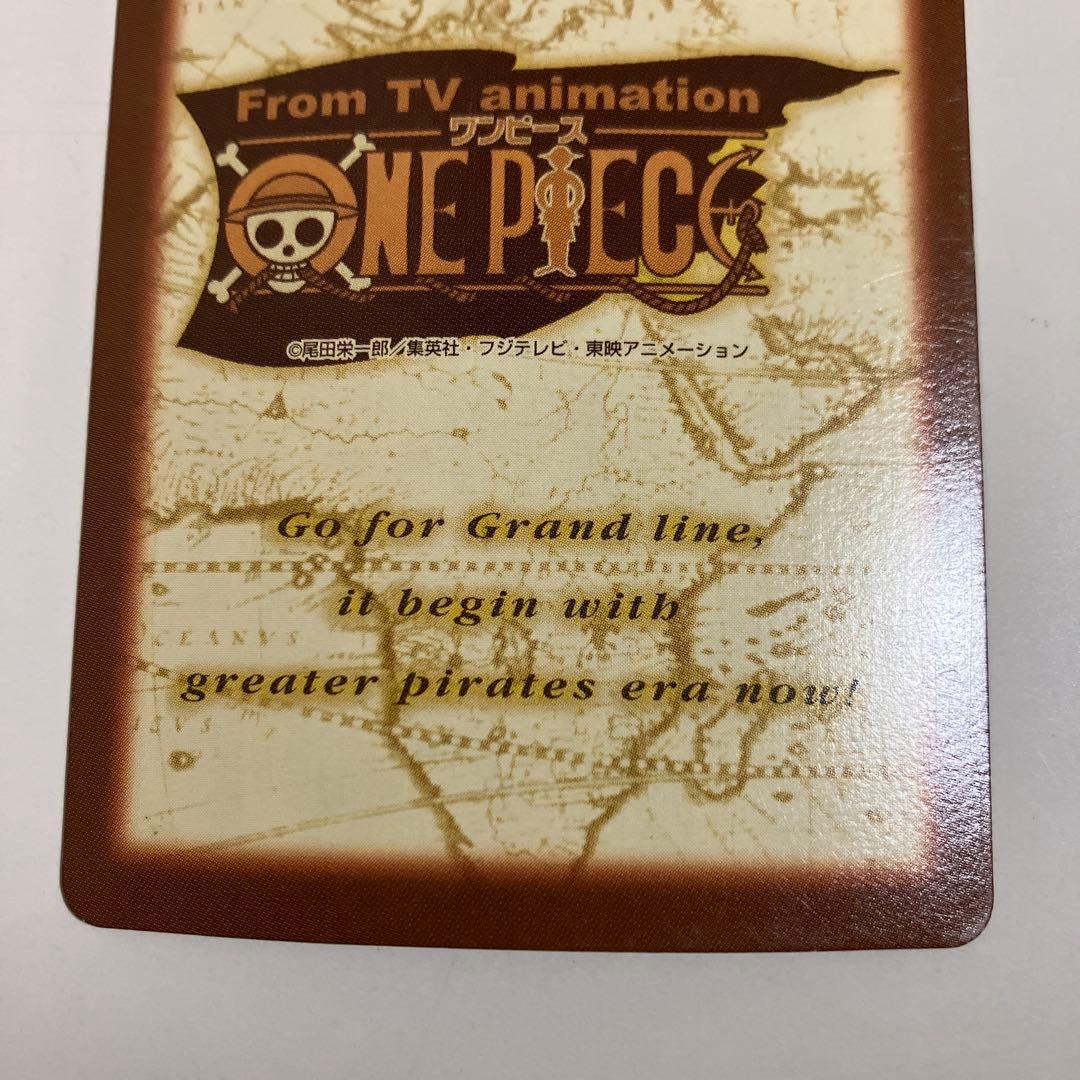 From TV animation
ワンピース
ONE PIECE
©尾田栄一郎/集英社・フジテレビ・東映アニメーション
Go for Grand line,
it begin with
CEANVS
greater pirates era now!